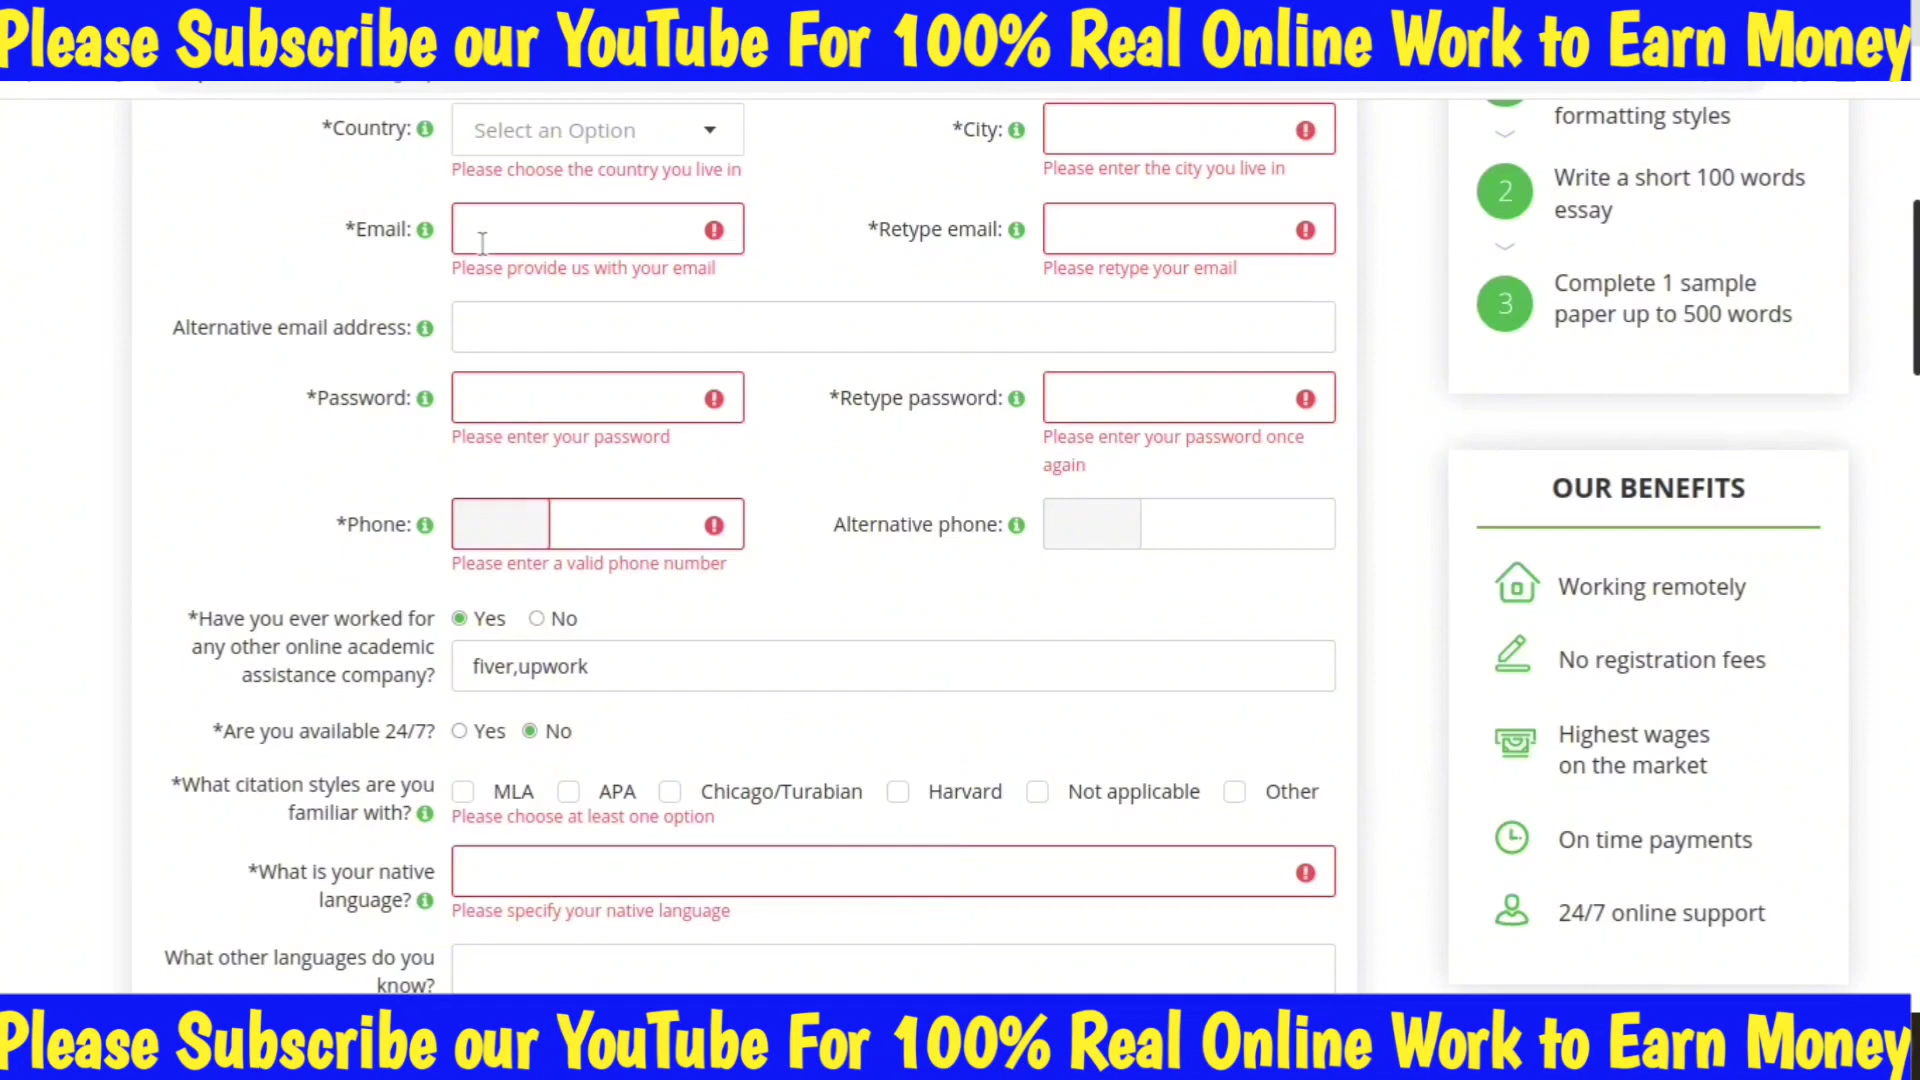 Please Subscribe our YouTube For 100% Real Online Work to Earn Money
*Country:
Select an Option
Please choose the country you live in
*City:
Please enter the city you live in
*Email:
Please provide us with your email
*Retype email:
Please retype your email
Alternative email address:
*Password:
Please enter your password
*Retype password:
Please enter your password once
again
*Phone:
Please enter a valid phone number
Alternative phone:
*Have you ever worked for
any other online academic
assistance company?
Yes No
fiver,upwork
*Are you available 24/7?
Yes No
*What citation styles are you
familiar with?
MLA APA Chicago/Turabian Harvard Not applicable Other
Please choose at least one option
*What is your native
language?
Please specify your native language
What other languages do you
know?
formatting styles
2
Write a short 100 words
essay
3
Complete 1 sample
paper up to 500 words
OUR BENEFITS
Working remotely
No registration fees
Highest wages
on the market
On time payments
24/7 online support
Please Subscribe our YouTube For 100% Real Online Work to Earn Money